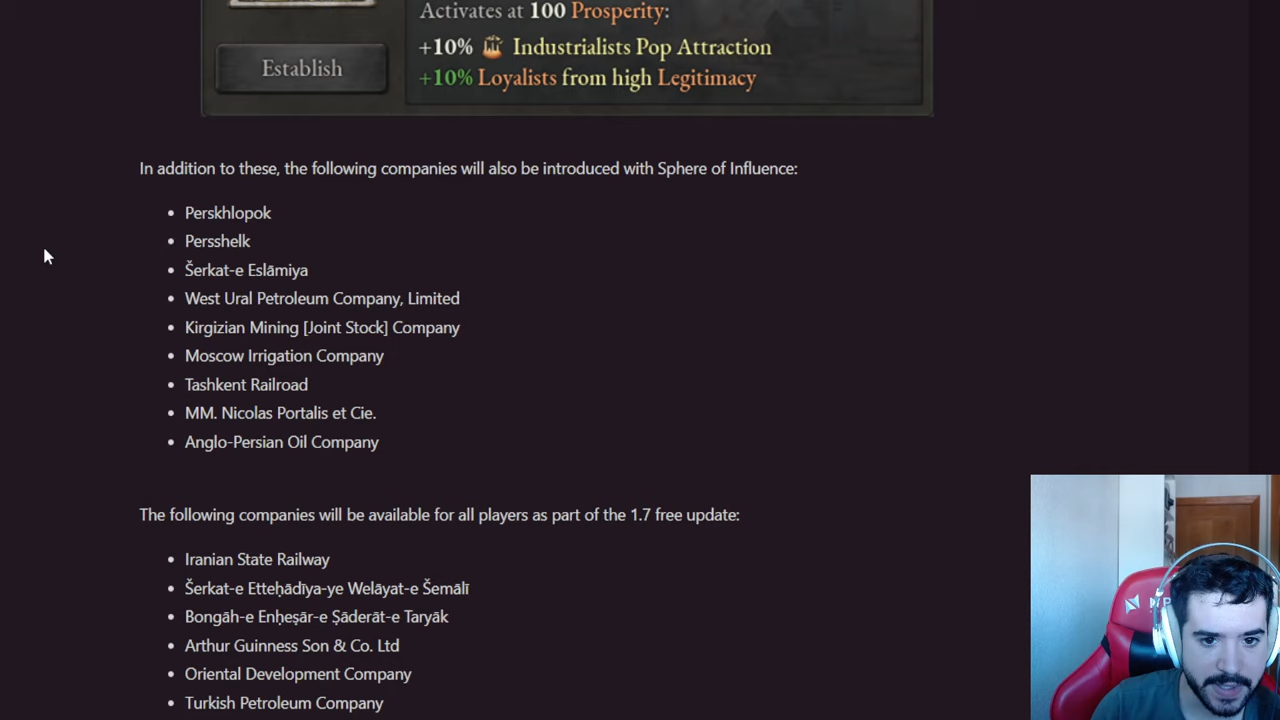 Activates at 100 Prosperity:
+10% Industrialists Pop Attraction
Establish
+10% Loyalists from high Legitimacy
In addition to these, the following companies will also be introduced with Sphere of Influence:
• Perskhlopok
• Persshelk
• Šerkat-e Eslāmiya
• West Ural Petroleum Company, Limited
• Kirgizian Mining [Joint Stock] Company
• Moscow Irrigation Company
• Tashkent Railroad
• MM. Nicolas Portalis et Cie.
• Anglo-Persian Oil Company
The following companies will be available for all players as part of the 1.7 free update:
• Iranian State Railway
• Šerkat-e Etteḥādīya-ye Welāyat-e Šemālī
• Bongāh-e Enḥeṣār-e Ṣāderāt-e Taryāk
• Arthur Guinness Son & Co. Ltd
• Oriental Development Company
• Turkish Petroleum Company